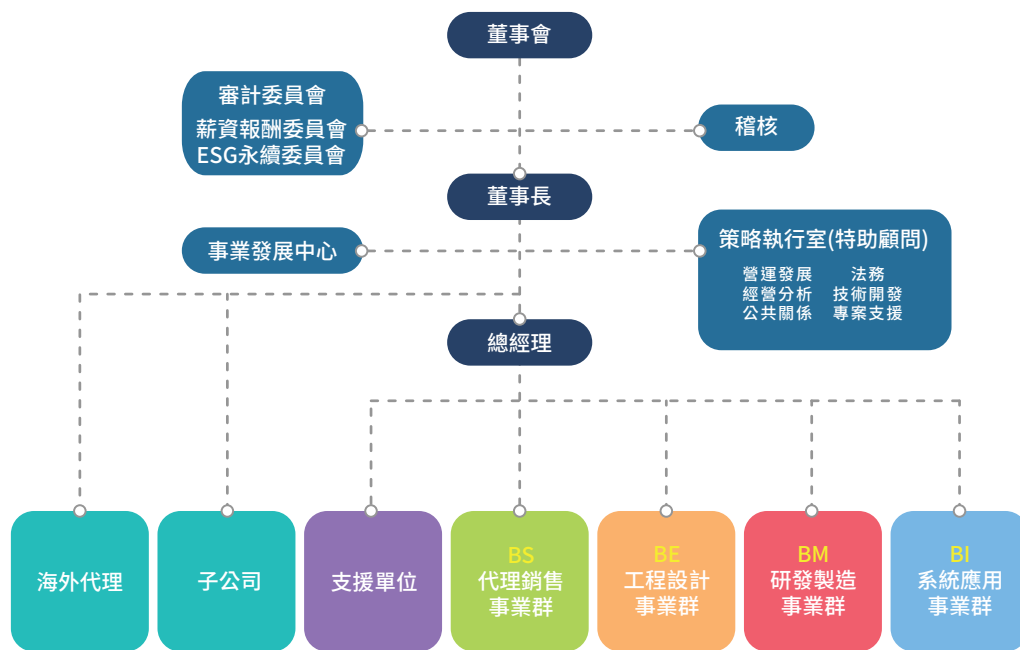 董事會
審計委員會
薪資報酬委員會
ESG永續委員會
稽核
董事長
事業發展中心
策略執行室(特助顧問)
營運發展 法務
經營分析 技術開發
公共關係 專案支援
總經理
海外代理
子公司
支援單位
BS
代理銷售
事業群
BE
工程設計
事業群
BM
研發製造
事業群
BI
系統應用
事業群